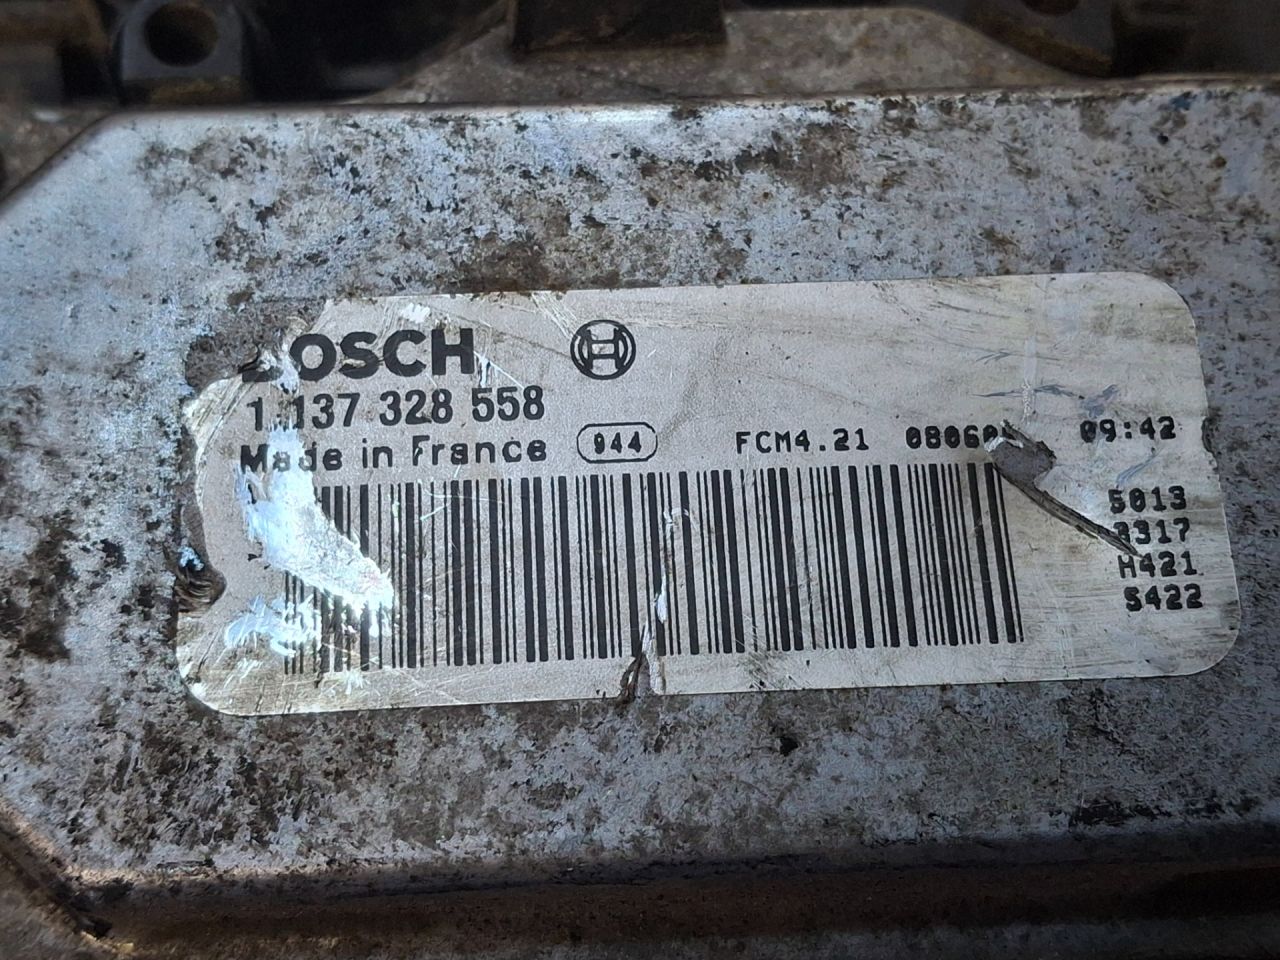 BOSCH
1 137 328 558
Made in France 944 FCM4.21 09:42
5013
H421
5422